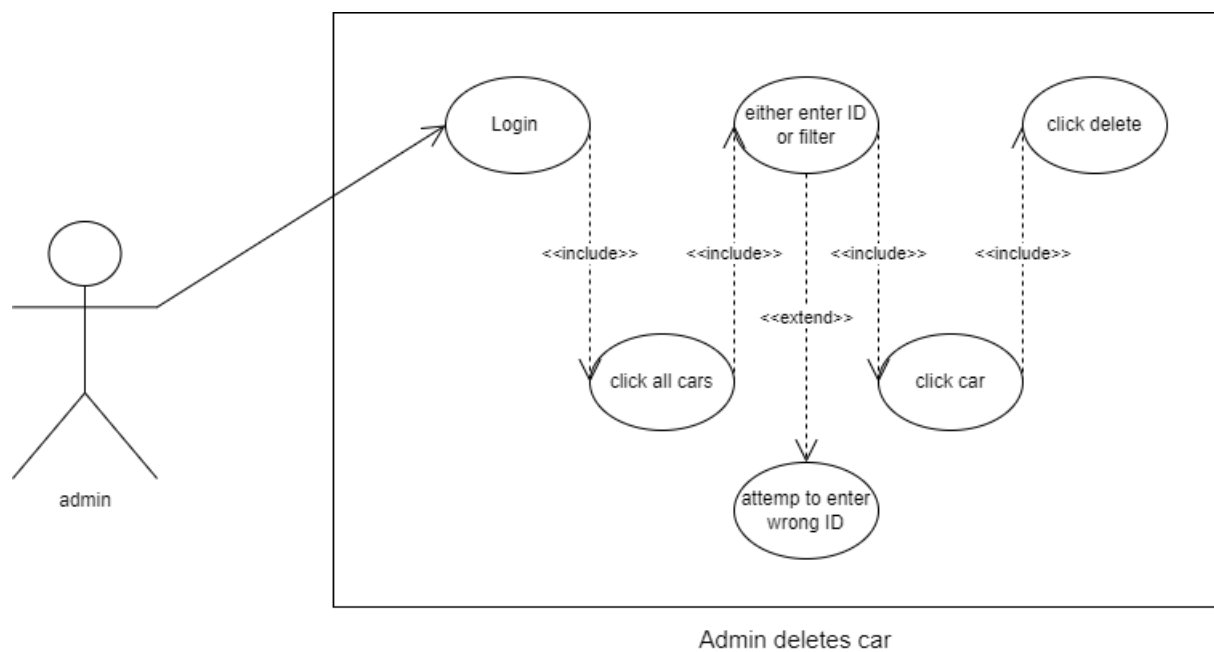 Login
either enter ID
or filter
click delete
<<include>>
<<include>>
<<include>>
<<include>>
<<extend>>
click all cars
click car
attemp to enter
wrong ID
admin
Admin deletes car